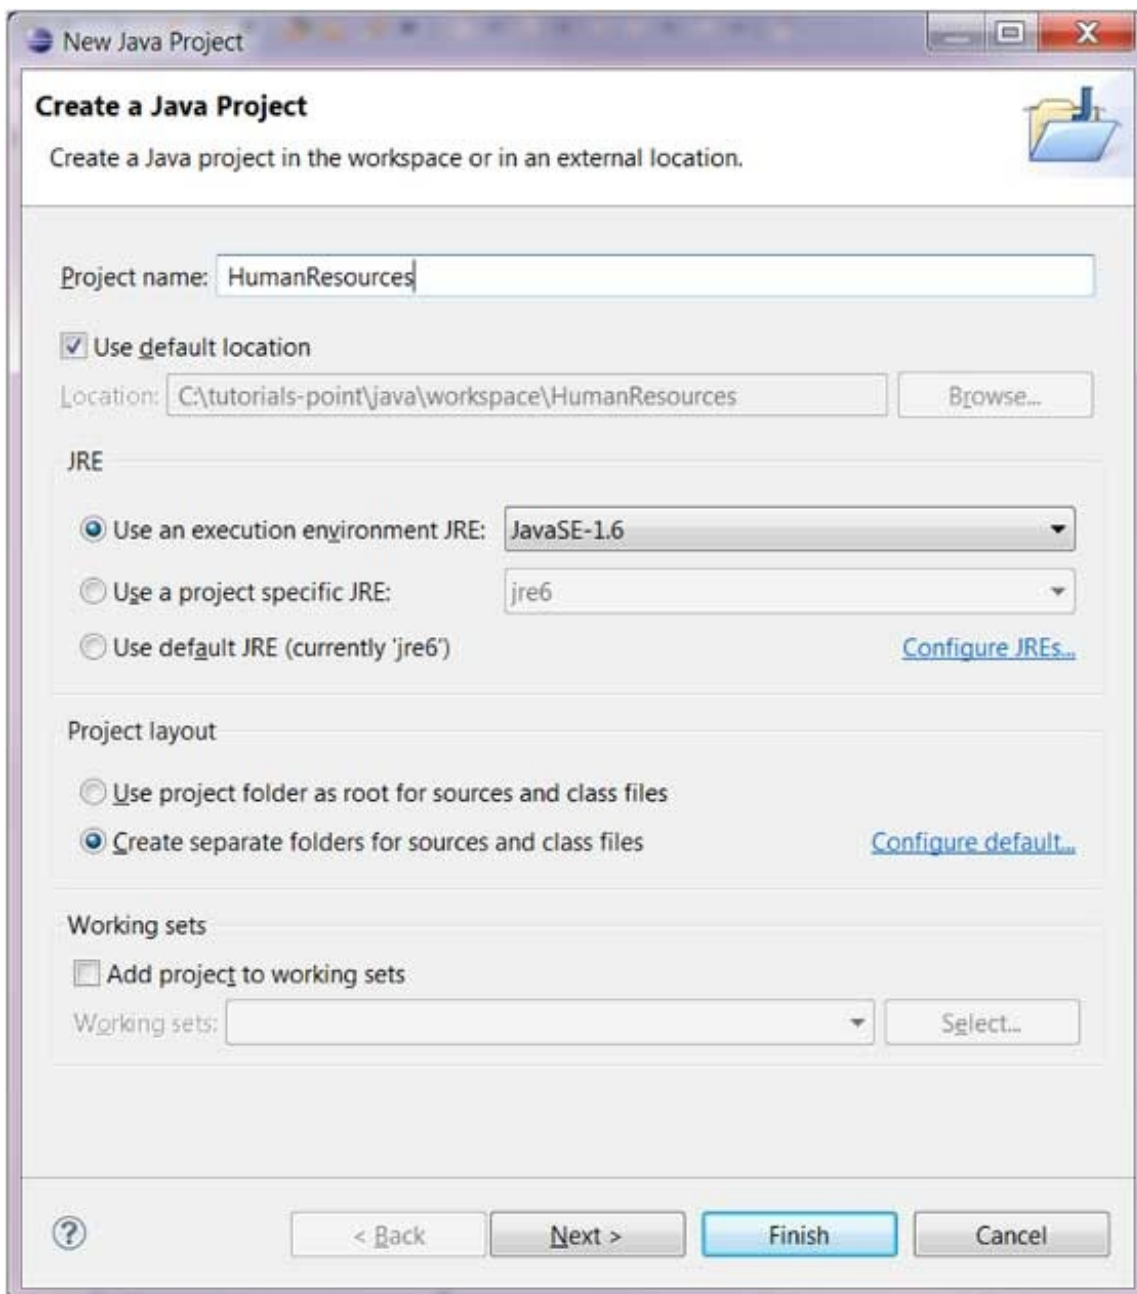 New Java Project
Create a Java Project
Create a Java project in the workspace or in an external location.
Project name: HumanResources
Use default location
Location: C:\tutorials-point\java\workspace\HumanResources Browse...
JRE
Use an execution environment JRE: JavaSE-1.6
Use a project specific JRE: jre6
Use default JRE (currently 'jre6') Configure JREs...
Project layout
Use project folder as root for sources and class files
Create separate folders for sources and class files Configure default...
Working sets
Add project to working sets
Working sets: Select...
? < Back Next > Finish Cancel